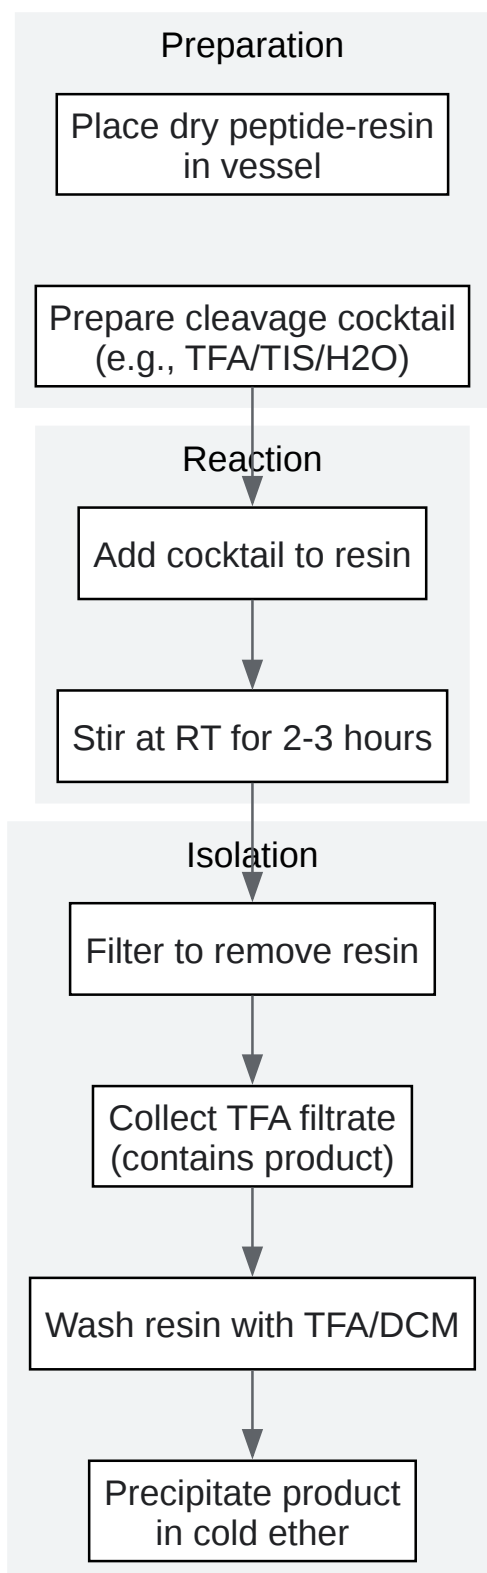 Preparation
Place dry peptide-resin
in vessel
Prepare cleavage cocktail
(e.g., TFA/TIS/H2O)
Reaction
Add cocktail to resin
Stir at RT for 2-3 hours
Isolation
Filter to remove resin
Collect TFA filtrate
(contains product)
Wash resin with TFA/DCM
Precipitate product
in cold ether